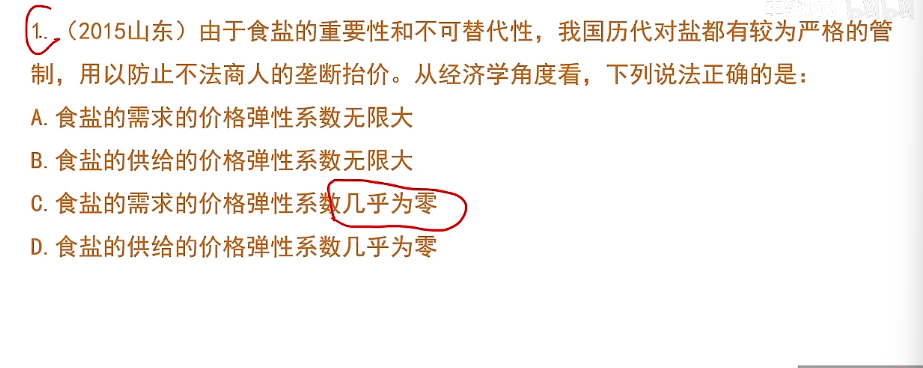 1.（2015山东）由于食盐的重要性和不可替代性，我国历代对盐都有较为严格的管
制，用以防止不法商人的垄断抬价。从经济学角度看，下列说法正确的是：
A. 食盐的需求的价格弹性系数无限大
B. 食盐的供给的价格弹性系数无限大
C. 食盐的需求的价格弹性系数几乎为零
D. 食盐的供给的价格弹性系数几乎为零